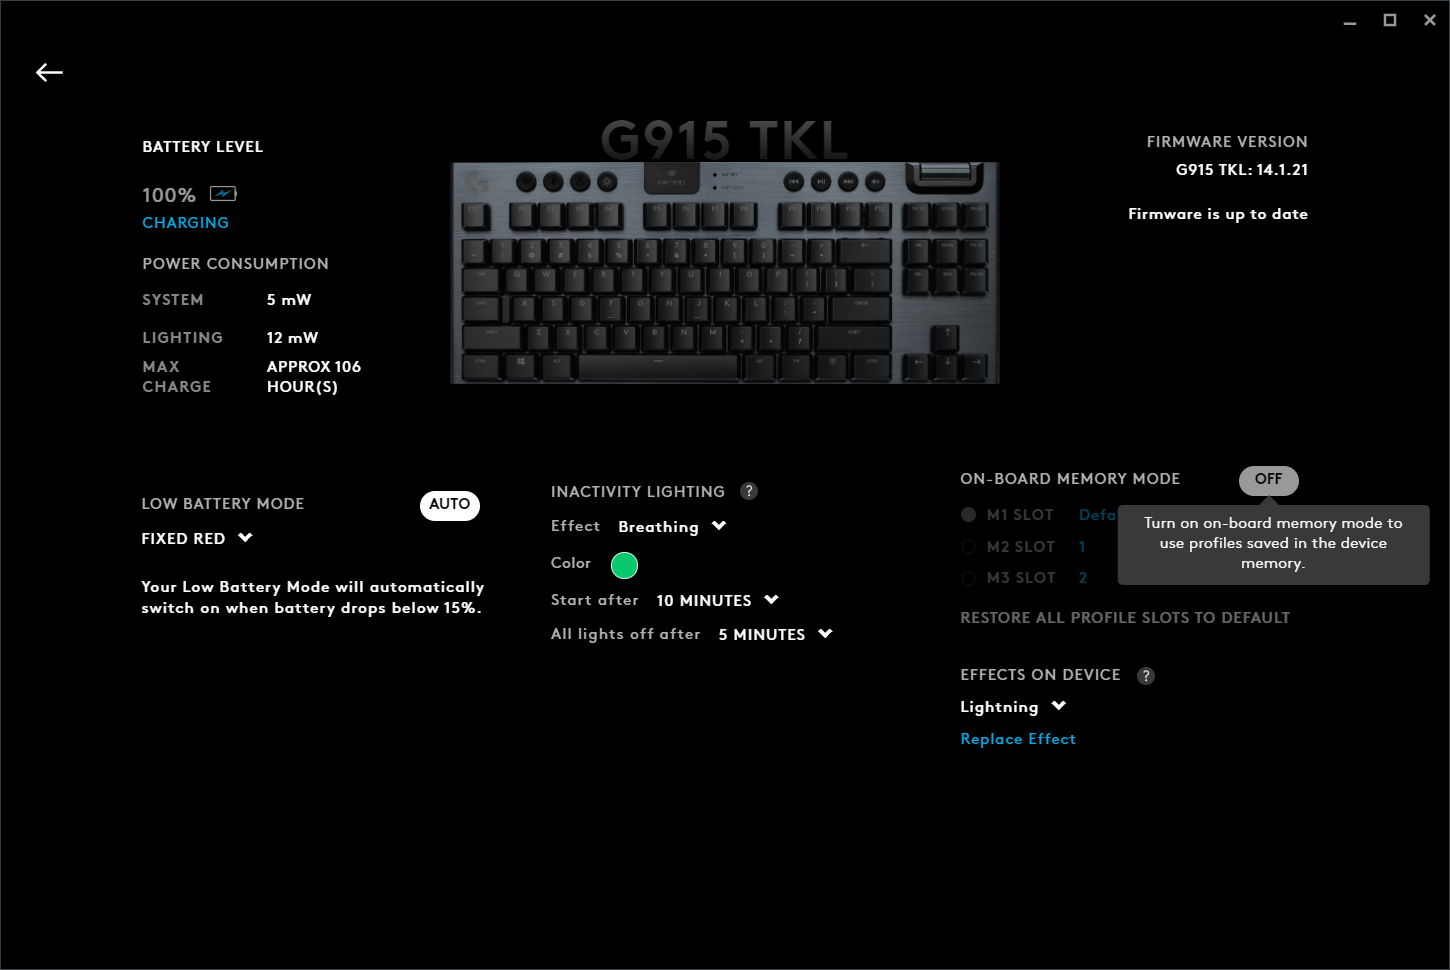 G915 TKL
BATTERY LEVEL
100%
CHARGING
POWER CONSUMPTION
SYSTEM 5 mW
LIGHTING 12 mW
MAX CHARGE APPROX 106 HOUR(S)
FIRMWARE VERSION
G915 TKL: 14.1.21
Firmware is up to date
LOW BATTERY MODE AUTO
FIXED RED
Your Low Battery Mode will automatically
switch on when battery drops below 15%.
INACTIVITY LIGHTING ?
Effect Breathing
Color
Start after 10 MINUTES
All lights off after 5 MINUTES
ON-BOARD MEMORY MODE OFF
M1 SLOT Defa
M2 SLOT 1
M3 SLOT 2
Turn on on-board memory mode to
use profiles saved in the device
memory.
RESTORE ALL PROFILE SLOTS TO DEFAULT
EFFECTS ON DEVICE ?
Lightning
Replace Effect